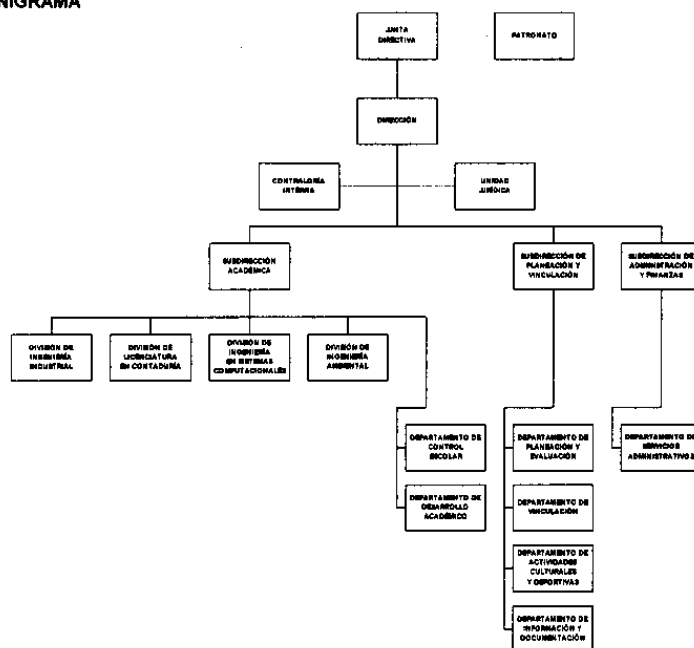 NIGRAMA
JUNTA
DIRECTIVA
PATRONATO
DIRECCIÓN
CONTRALORÍA
INTERNA
UNIDAD
JURÍDICA
SUBDIRECCIÓN
ACADÉMICA
SUBDIRECCIÓN DE
PLANEACIÓN Y
VINCULACIÓN
SUBDIRECCIÓN DE
ADMINISTRACIÓN
Y FINANZAS
DIVISIÓN DE
INGENIERÍA
INDUSTRIAL
DIVISIÓN DE
LICENCIATURA
EN CONTADURÍA
DIVISIÓN DE
INGENIERÍA
EN SISTEMAS
COMPUTACIONALES
DIVISIÓN DE
INGENIERÍA
AMBIENTAL
DEPARTAMENTO DE
CONTROL
ESCOLAR
DEPARTAMENTO DE
PLANEACIÓN Y
EVALUACIÓN
DEPARTAMENTO DE
SERVICIOS
ADMINISTRATIVOS
DEPARTAMENTO DE
DESARROLLO
ACADÉMICO
DEPARTAMENTO DE
VINCULACIÓN
DEPARTAMENTO DE
ACTIVIDADES
CULTURALES
Y DEPORTIVAS
DEPARTAMENTO DE
INFORMACIÓN Y
DOCUMENTACIÓN